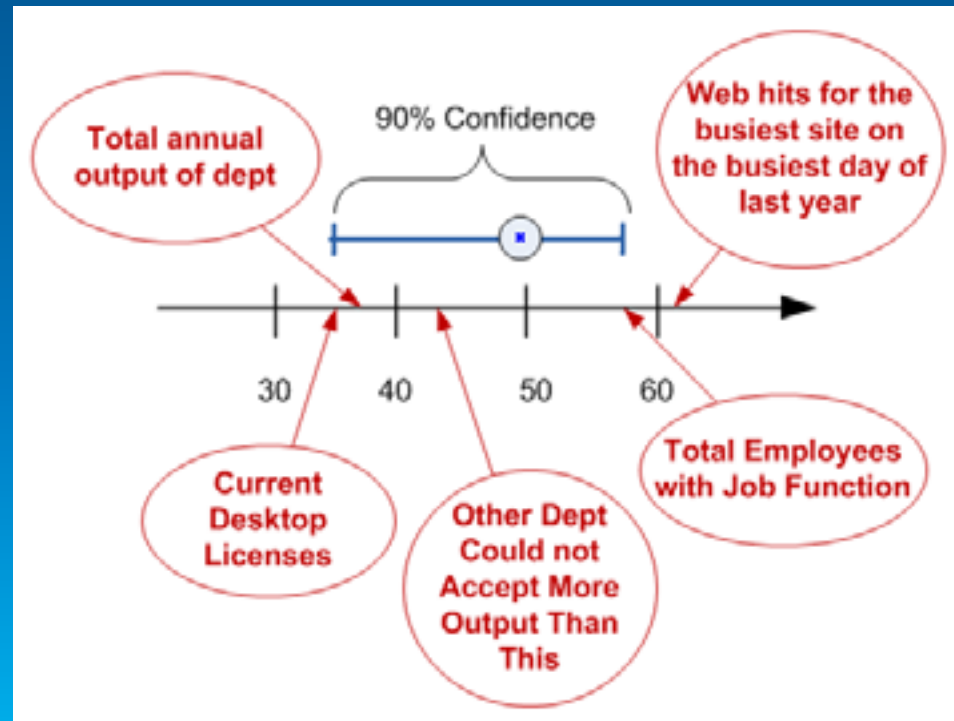 Total annual
output of dept
90% Confidence
Web hits for the
busiest site on
the busiest day of
last year
30
40
50
60
Current
Desktop
Licenses
Other Dept
Could not
Accept More
Output Than
This
Total Employees
with Job Function